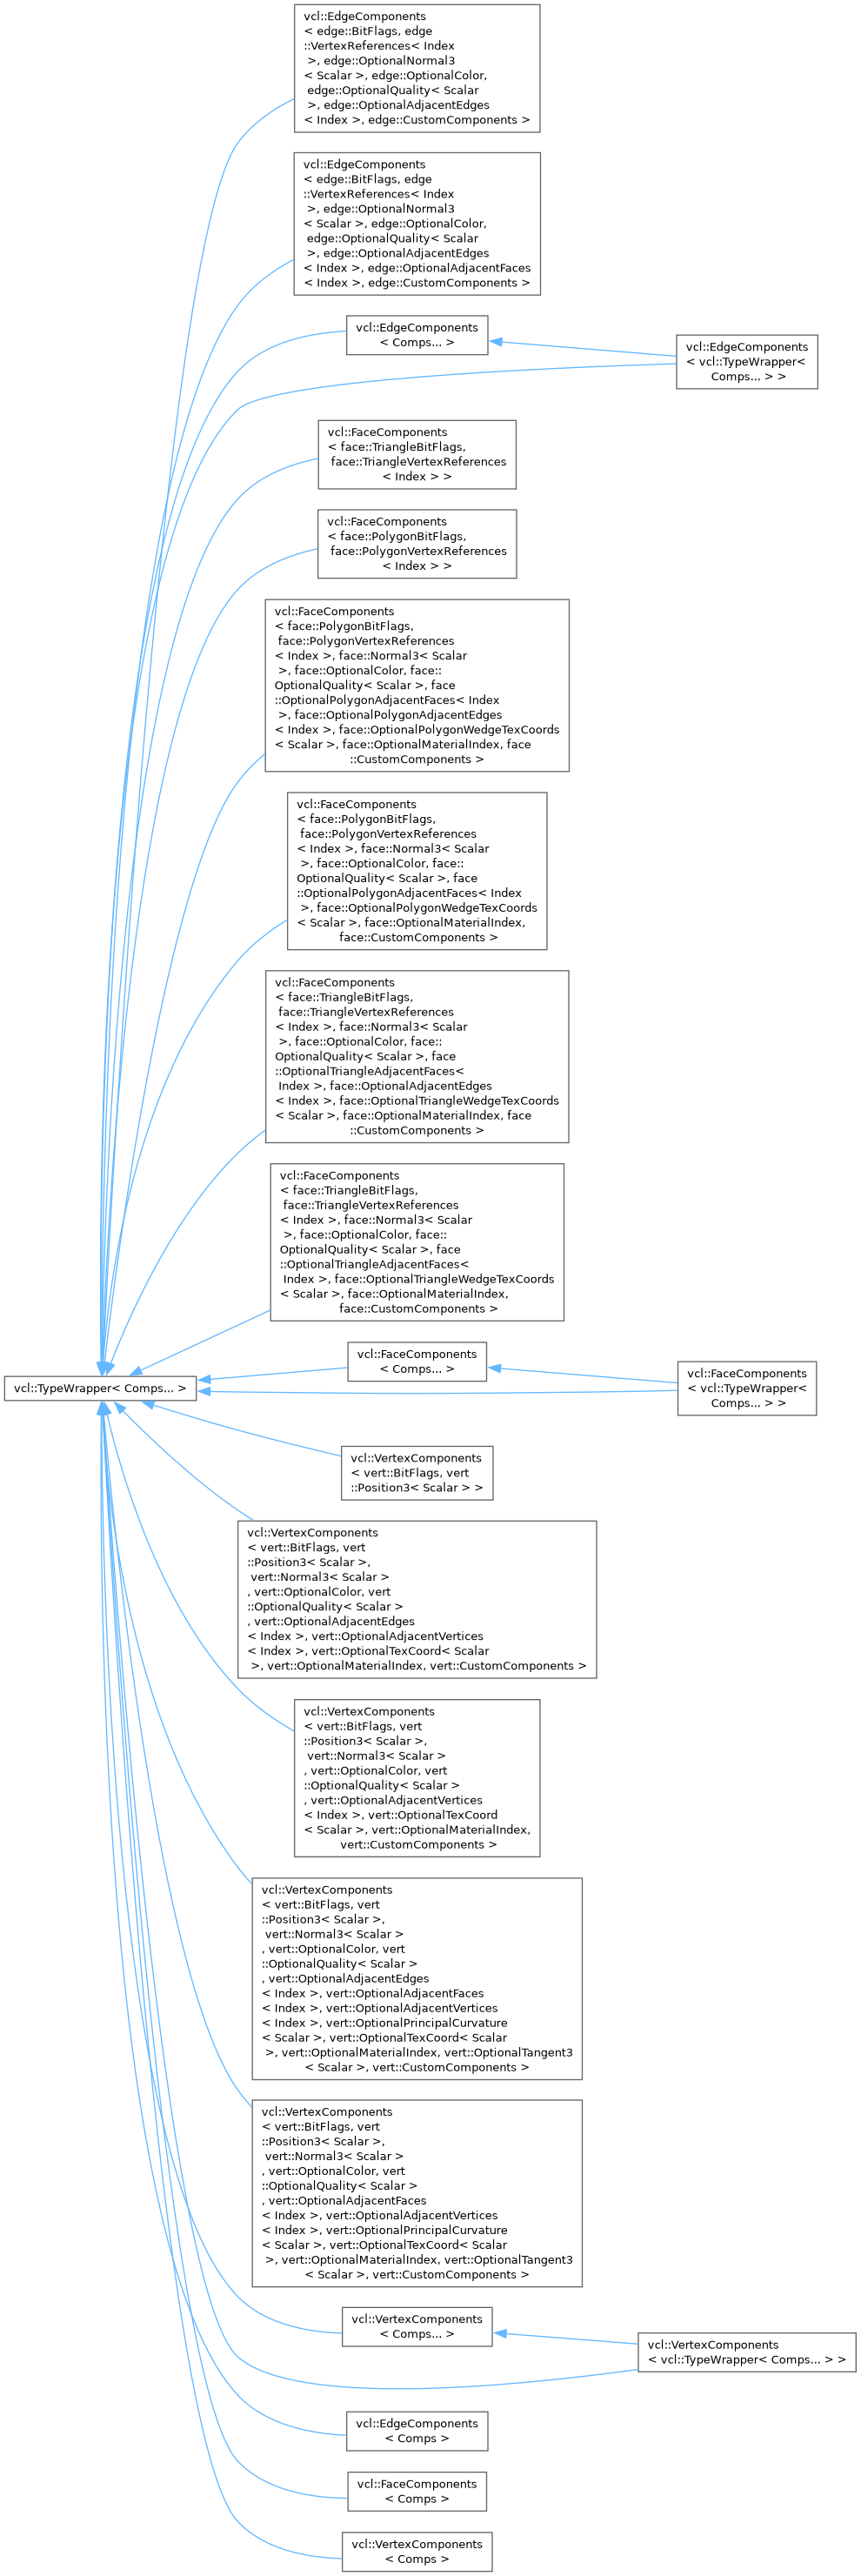 vcl::EdgeComponents
< edge::BitFlags, edge
::VertexReferences< Index
>, edge::OptionalNormal3
< Scalar >, edge::OptionalColor,
edge::OptionalQuality< Scalar
>, edge::OptionalAdjacentEdges
< Index >, edge::CustomComponents >
vcl::EdgeComponents
< edge::BitFlags, edge
::VertexReferences< Index
>, edge::OptionalNormal3
< Scalar >, edge::OptionalColor,
edge::OptionalQuality< Scalar
>, edge::OptionalAdjacentEdges
< Index >, edge::OptionalAdjacentFaces
< Index >, edge::CustomComponents >
vcl::EdgeComponents
< Comps... >
vcl::EdgeComponents
< vcl::TypeWrapper<
Comps... > >
vcl::FaceComponents
< face::TriangleBitFlags,
face::TriangleVertexReferences
< Index > >
vcl::FaceComponents
< face::PolygonBitFlags,
face::PolygonVertexReferences
< Index > >
vcl::FaceComponents
< face::PolygonBitFlags,
face::PolygonVertexReferences
< Index >, face::Normal3< Scalar
>, face::OptionalColor, face::
OptionalQuality< Scalar >, face
::OptionalPolygonAdjacentFaces< Index
>, face::OptionalPolygonAdjacentEdges
< Index >, face::OptionalPolygonWedgeTexCoords
< Scalar >, face::OptionalMaterialIndex, face
::CustomComponents >
vcl::FaceComponents
< face::PolygonBitFlags,
face::PolygonVertexReferences
< Index >, face::Normal3< Scalar
>, face::OptionalColor, face::
OptionalQuality< Scalar >, face
::OptionalPolygonAdjacentFaces< Index
>, face::OptionalPolygonWedgeTexCoords
< Scalar >, face::OptionalMaterialIndex,
face::CustomComponents >
vcl::FaceComponents
< face::TriangleBitFlags,
face::TriangleVertexReferences
< Index >, face::Normal3< Scalar
>, face::OptionalColor, face::
OptionalQuality< Scalar >, face
::OptionalTriangleAdjacentFaces<
Index >, face::OptionalAdjacentEdges
< Index >, face::OptionalTriangleWedgeTexCoords
< Scalar >, face::OptionalMaterialIndex, face
::CustomComponents >
vcl::FaceComponents
< face::TriangleBitFlags,
face::TriangleVertexReferences
< Index >, face::Normal3< Scalar
>, face::OptionalColor, face::
OptionalQuality< Scalar >, face
::OptionalTriangleAdjacentFaces<
Index >, face::OptionalTriangleWedgeTexCoords
< Scalar >, face::OptionalMaterialIndex,
face::CustomComponents >
vcl::FaceComponents
< Comps... >
vcl::FaceComponents
< vcl::TypeWrapper<
Comps... > >
vcl::TypeWrapper< Comps... >
vcl::VertexComponents
< vert::BitFlags, vert
::Position3< Scalar > >
vcl::VertexComponents
< vert::BitFlags, vert
::Position3< Scalar >,
vert::Normal3< Scalar >
, vert::OptionalColor, vert
::OptionalQuality< Scalar >
, vert::OptionalAdjacentEdges
< Index >, vert::OptionalAdjacentVertices
< Index >, vert::OptionalTexCoord< Scalar
>, vert::OptionalMaterialIndex, vert::CustomComponents >
vcl::VertexComponents
< vert::BitFlags, vert
::Position3< Scalar >,
vert::Normal3< Scalar >
, vert::OptionalColor, vert
::OptionalQuality< Scalar >
, vert::OptionalAdjacentVertices
< Index >, vert::OptionalTexCoord
< Scalar >, vert::OptionalMaterialIndex,
vert::CustomComponents >
vcl::VertexComponents
< vert::BitFlags, vert
::Position3< Scalar >,
vert::Normal3< Scalar >
, vert::OptionalColor, vert
::OptionalQuality< Scalar >
, vert::OptionalAdjacentEdges
< Index >, vert::OptionalAdjacentFaces
< Index >, vert::OptionalAdjacentVertices
< Index >, vert::OptionalPrincipalCurvature
< Scalar >, vert::OptionalTexCoord< Scalar
>, vert::OptionalMaterialIndex, vert::OptionalTangent3
< Scalar >, vert::CustomComponents >
vcl::VertexComponents
< vert::BitFlags, vert
::Position3< Scalar >,
vert::Normal3< Scalar >
, vert::OptionalColor, vert
::OptionalQuality< Scalar >
, vert::OptionalAdjacentFaces
< Index >, vert::OptionalAdjacentVertices
< Index >, vert::OptionalPrincipalCurvature
< Scalar >, vert::OptionalTexCoord< Scalar
>, vert::OptionalMaterialIndex, vert::OptionalTangent3
< Scalar >, vert::CustomComponents >
vcl::VertexComponents
< Comps... >
vcl::VertexComponents
< vcl::TypeWrapper< Comps... > >
vcl::EdgeComponents
< Comps >
vcl::FaceComponents
< Comps >
vcl::VertexComponents
< Comps >